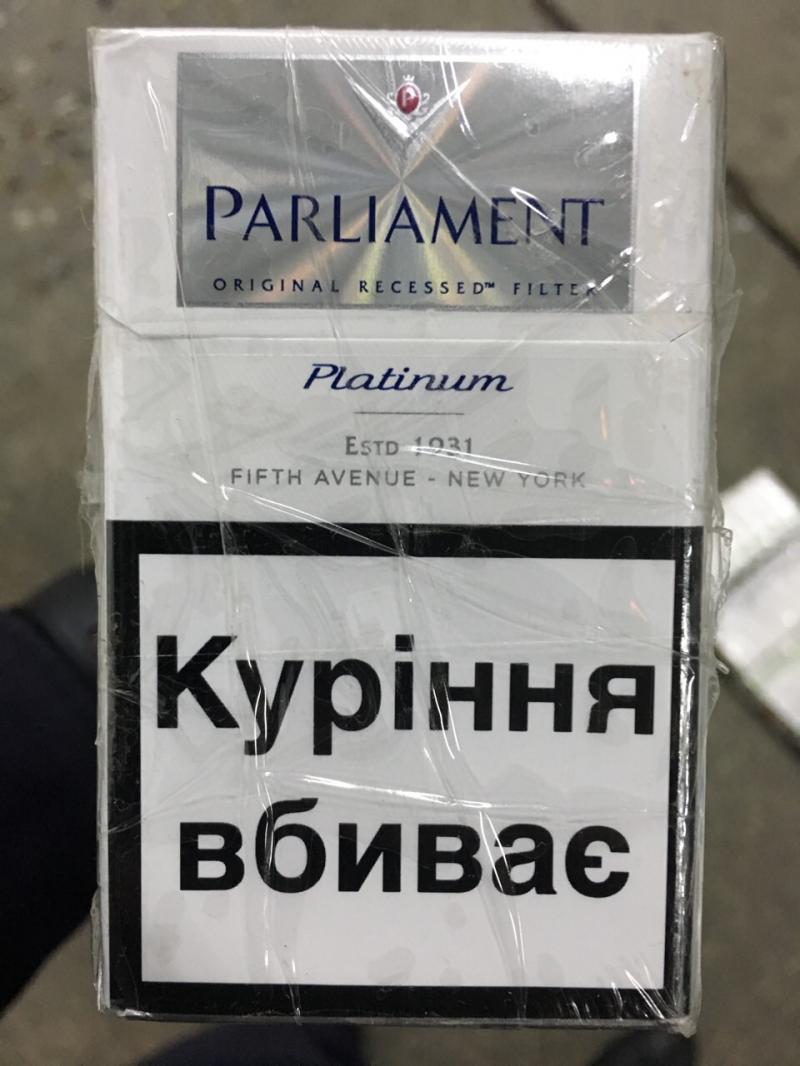 P
PARLIAMENT
ORIGINAL RECESSED™ FILTER
Platinum
ESTD 1931
FIFTH AVENUE - NEW YORK
Куріння
вбиває